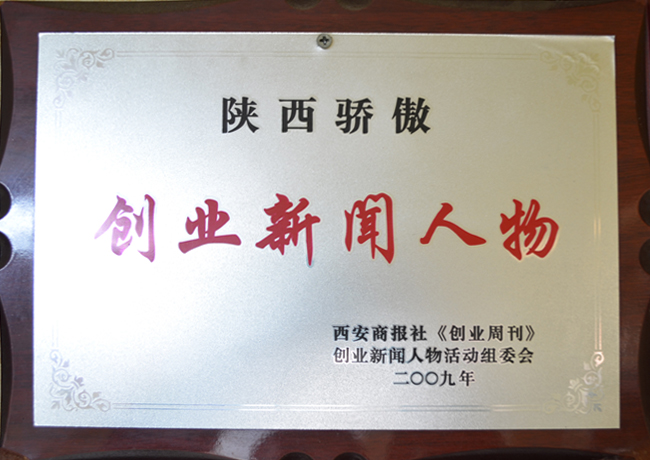 陕西骄傲
创业新闻人物
西安商报社《创业周刊》
创业新闻人物活动组委会
二〇〇九年